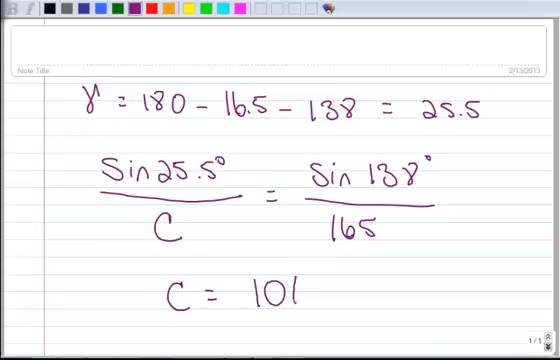 B I
Note Title
2/13/2013
γ = 180 - 16.5 - 138 = 25.5
Sin 25.5° / C = Sin 138° / 165
C = 101
1/1